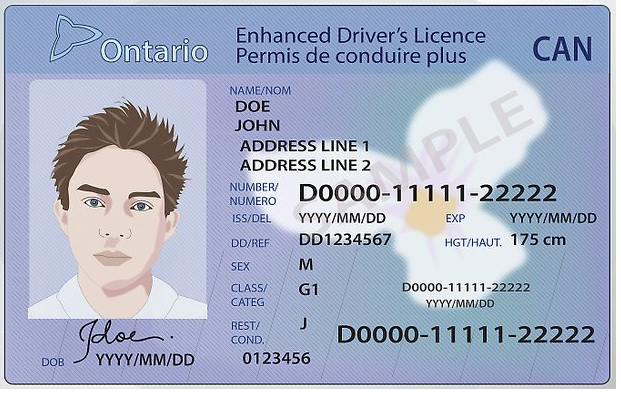 Ontario
Enhanced Driver's Licence
Permis de conduire plus
CAN
NAME/NOM
DOE
JOHN
ADDRESS LINE 1
ADDRESS LINE 2
NUMBER/
NUMERO
D0000-11111-22222
ISS/DEL YYYY/MM/DD EXP YYYY/MM/DD
DD/REF DD1234567 HGT/HAUT. 175 cm
SEX M
CLASS/
CATEG
G1
D0000-11111-22222
YYYY/MM/DD
REST/
COND.
J
D0000-11111-22222
0123456
Jdoe
DOB YYYY/MM/DD
SAMPLE